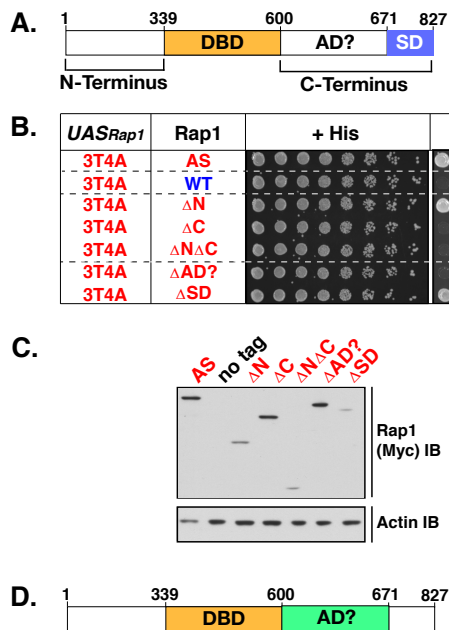 A.
1 339 600 671 827
DBD AD? SD
N-Terminus C-Terminus
B.
UASRap1 Rap1 + His
3T4A AS
3T4A WT
3T4A ΔN
3T4A ΔC
3T4A ΔNΔC
3T4A ΔAD?
3T4A ΔSD
C.
AS no tag ΔN ΔC ΔNΔC ΔAD? ΔSD
Rap1
(Myc) IB
Actin IB
D.
1 339 600 671 827
DBD AD?